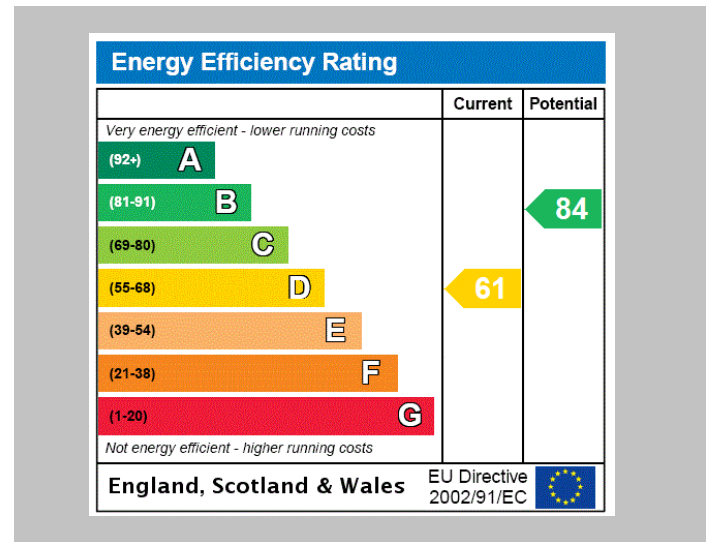 Energy Efficiency Rating
Current Potential
Very energy efficient - lower running costs
(92+) A
(81-91) B
84
(69-80) C
(55-68) D
61
(39-54) E
(21-38) F
(1-20) G
Not energy efficient - higher running costs
England, Scotland & Wales
EU Directive
2002/91/EC